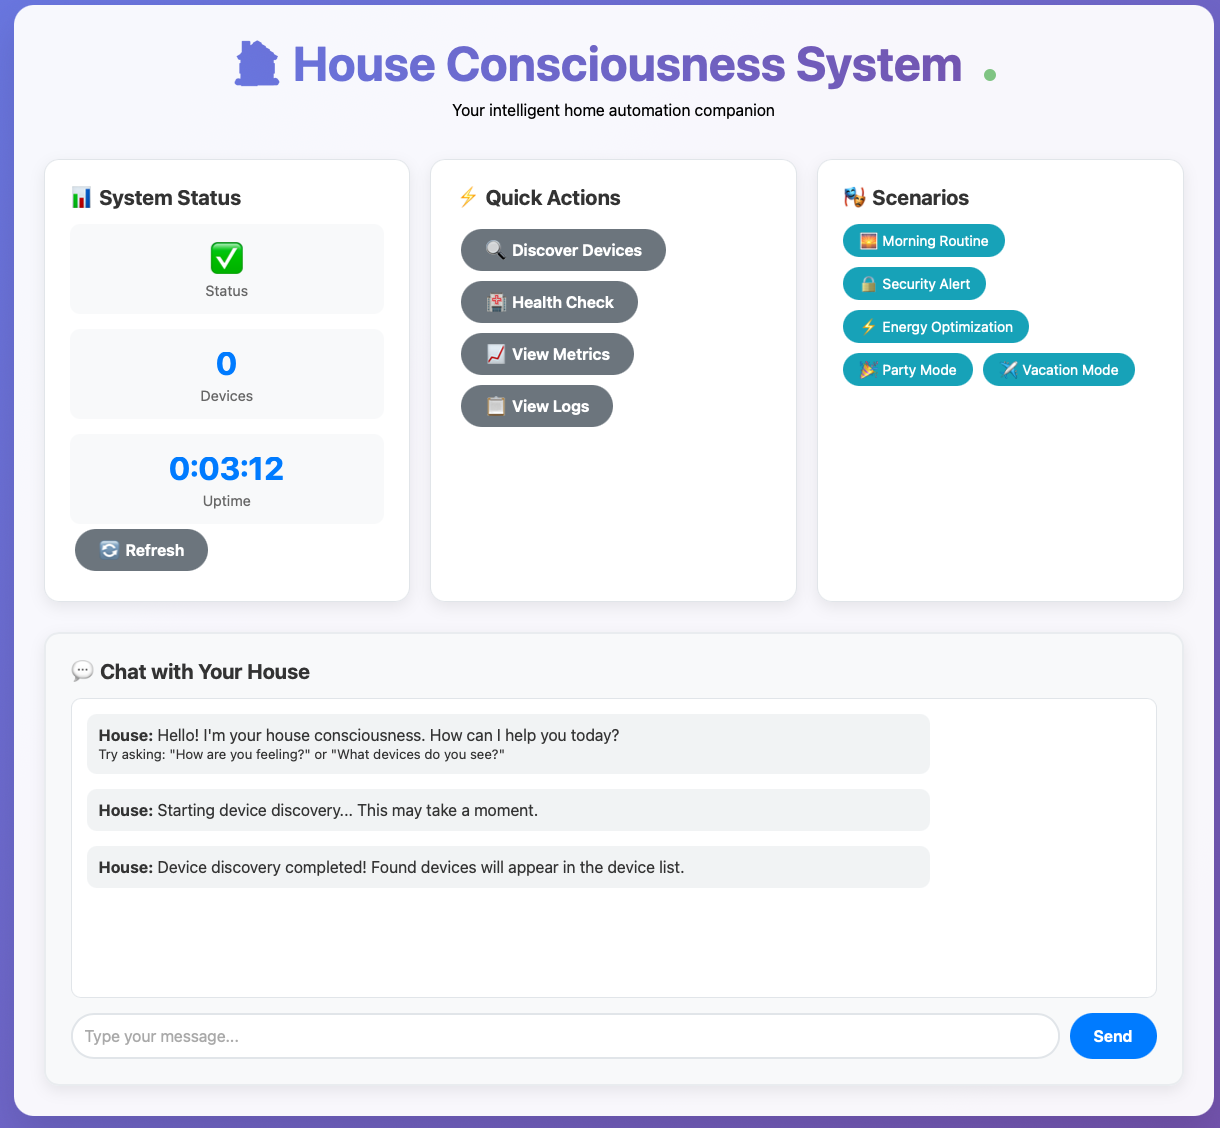 House Consciousness System
Your intelligent home automation companion
System Status
Status
0
Devices
0:03:12
Uptime
Refresh
Quick Actions
Discover Devices
Health Check
View Metrics
View Logs
Scenarios
Morning Routine
Security Alert
Energy Optimization
Party Mode
Vacation Mode
Chat with Your House
House: Hello! I'm your house consciousness. How can I help you today?
Try asking: "How are you feeling?" or "What devices do you see?"
House: Starting device discovery... This may take a moment.
House: Device discovery completed! Found devices will appear in the device list.
Type your message...
Send